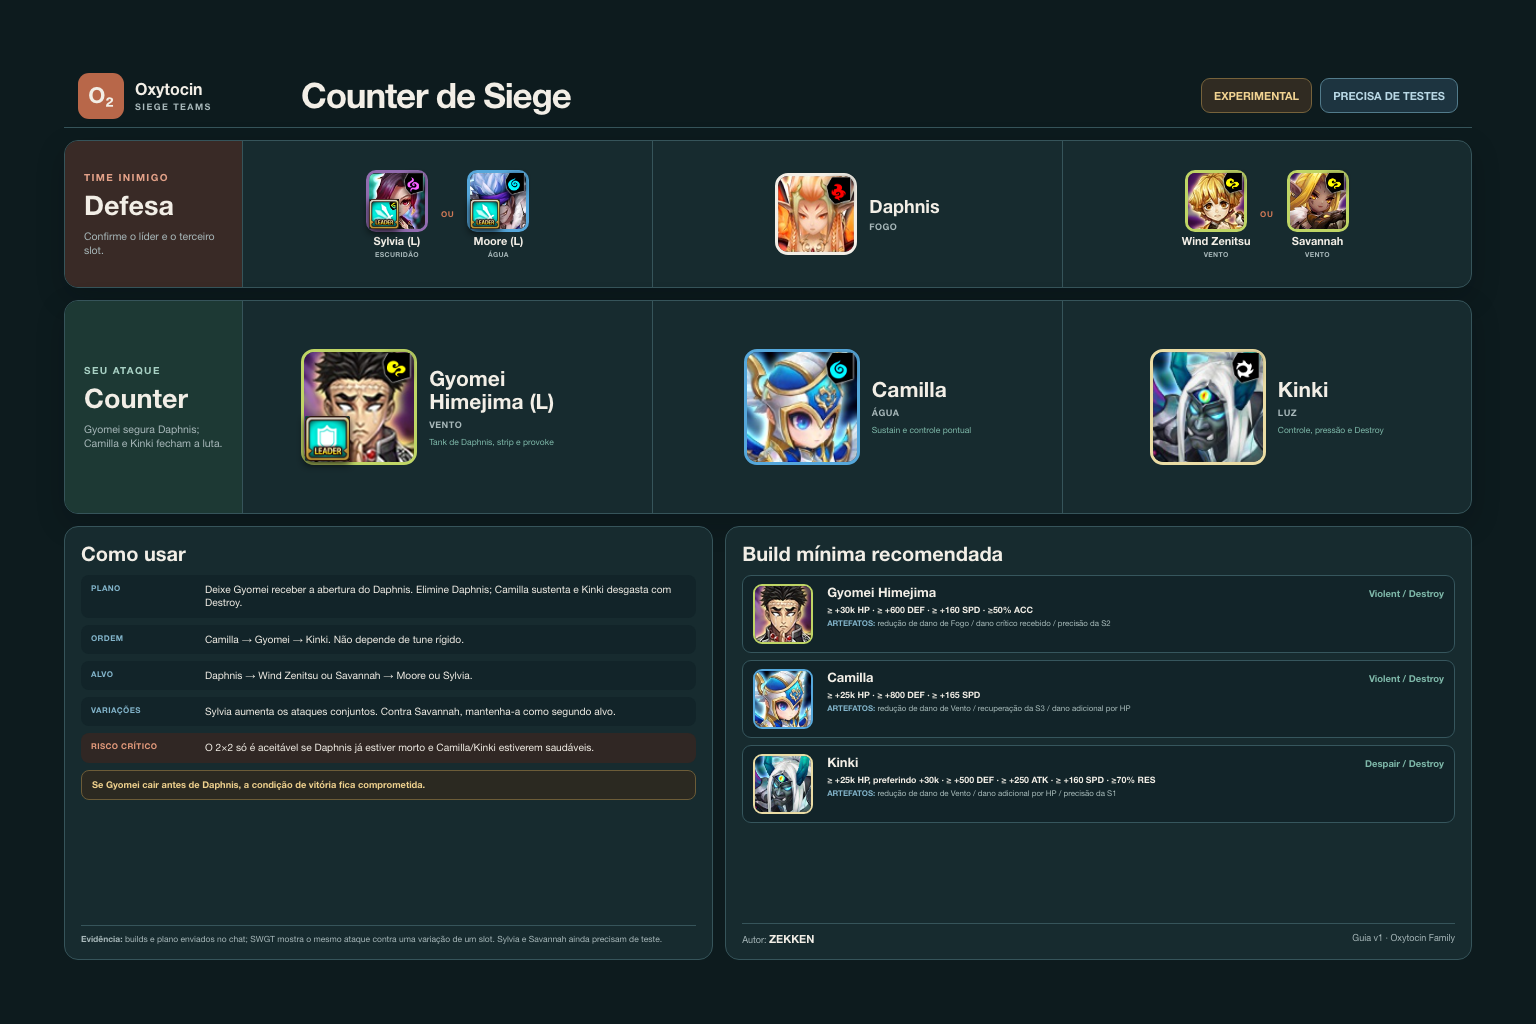 O2
Oxytocin
SIEGE TEAMS
Counter de Siege
EXPERIMENTAL
PRECISA DE TESTES
TIME INIMIGO
Defesa
Confirme o líder e o terceiro
slot.
LEADER
Sylvia (L)
ESCURIDÃO
OU
LEADER
Moore (L)
ÁGUA
Daphnis
FOGO
Wind Zenitsu
VENTO
OU
Savannah
VENTO
SEU ATAQUE
Counter
Gyomei segura Daphnis;
Camilla e Kinki fecham a luta.
LEADER
Gyomei
Himejima (L)
VENTO
Tank de Daphnis, strip e provoke
Camilla
ÁGUA
Sustain e controle pontual
Kinki
LUZ
Controle, pressão e Destroy
Como usar
PLANO
Deixe Gyomei receber a abertura do Daphnis. Elimine Daphnis; Camilla sustenta e Kinki desgasta com
Destroy.
ORDEM
Camilla → Gyomei → Kinki. Não depende de tune rígido.
ALVO
Daphnis → Wind Zenitsu ou Savannah → Moore ou Sylvia.
VARIAÇÕES
Sylvia aumenta os ataques conjuntos. Contra Savannah, mantenha-a como segundo alvo.
RISCO CRÍTICO
O 2×2 só é aceitável se Daphnis já estiver morto e Camilla/Kinki estiverem saudáveis.
Se Gyomei cair antes de Daphnis, a condição de vitória fica comprometida.
Evidência: builds e plano enviados no chat; SWGT mostra o mesmo ataque contra uma variação de um slot. Sylvia e Savannah ainda precisam de teste.
Build mínima recomendada
Gyomei Himejima
Violent / Destroy
≥ +30k HP · ≥ +600 DEF · ≥ +160 SPD · ≥50% ACC
ARTEFATOS: redução de dano de Fogo / dano crítico recebido / precisão da S2
Camilla
Violent / Destroy
≥ +25k HP · ≥ +800 DEF · ≥ +165 SPD
ARTEFATOS: redução de dano de Vento / recuperação da S3 / dano adicional por HP
Kinki
Despair / Destroy
≥ +25k HP, preferindo +30k · ≥ +500 DEF · ≥ +250 ATK · ≥ +160 SPD · ≥70% RES
ARTEFATOS: redução de dano de Vento / dano adicional por HP / precisão da S1
Autor: ZEKKEN
Guia v1 · Oxytocin Family